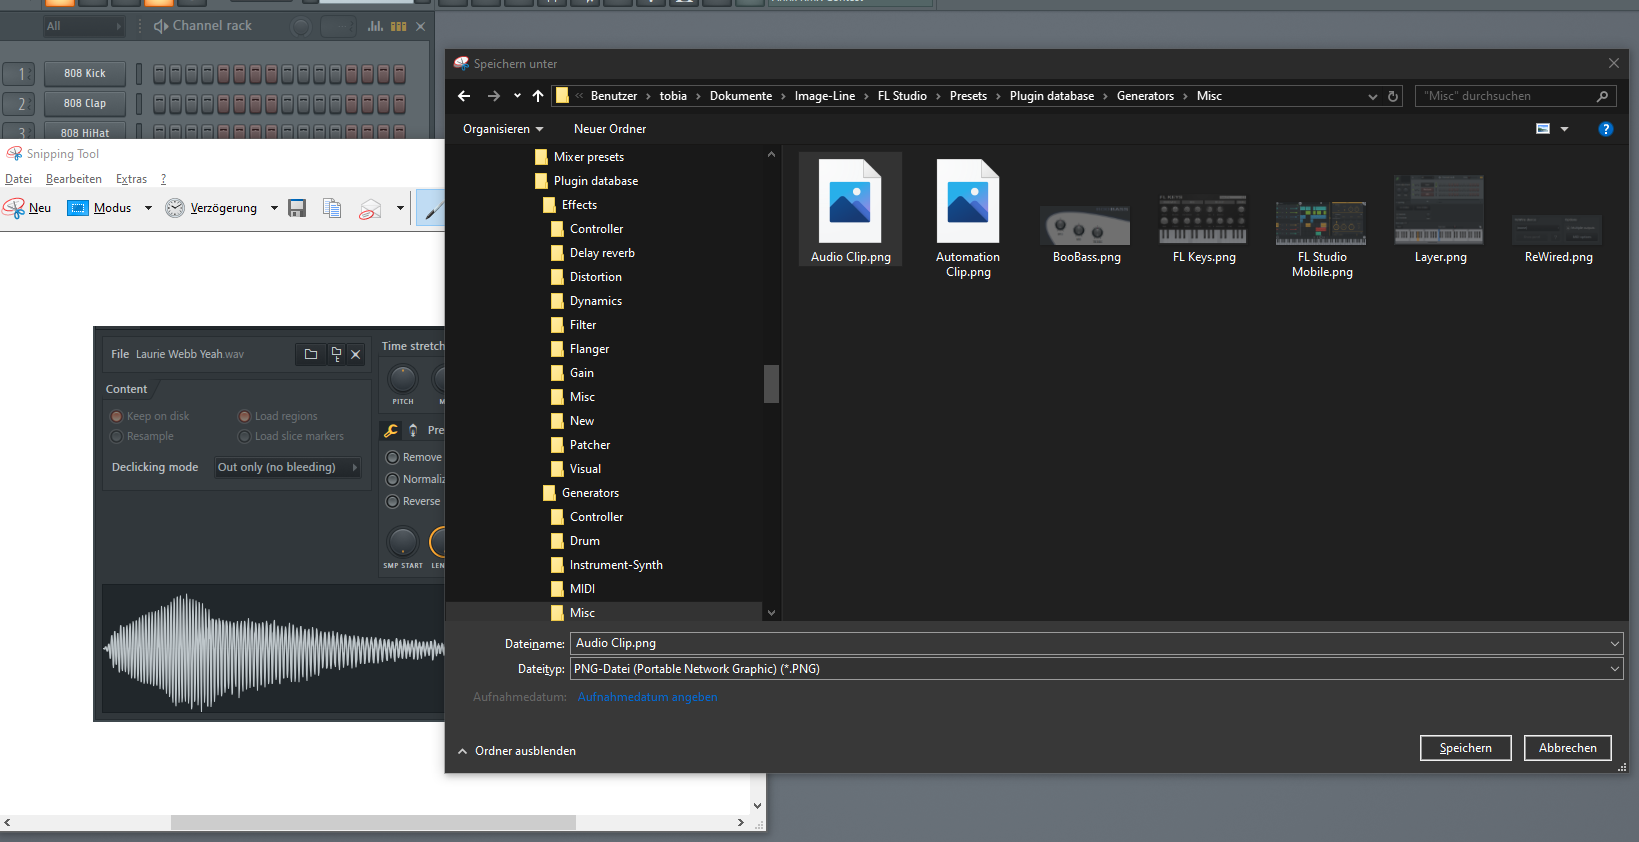 All
Channel rack
1
808 Kick
2
808 Clap
3
808 HiHat
Snipping Tool
Datei Bearbeiten Extras ?
Neu Modus Verzögerung
File Laurie Webb Yeah.wav
Content
Keep on disk Load regions
Resample Load slice markers
Declicking mode Out only (no bleeding)
Time stretch
PITCH
Pre
Remove
Normaliz
Reverse
SMP START LEN
Speichern unter
« Benutzer › tobia › Dokumente › Image-Line › FL Studio › Presets › Plugin database › Generators › Misc
"Misc" durchsuchen
Organisieren Neuer Ordner
?
Mixer presets
Plugin database
Effects
Controller
Delay reverb
Distortion
Dynamics
Filter
Flanger
Gain
Misc
New
Patcher
Visual
Generators
Controller
Drum
Instrument-Synth
MIDI
Misc
Audio Clip.png
Automation
Clip.png
BooBass.png
FL Keys.png
FL Studio
Mobile.png
Layer.png
ReWired.png
Dateiname: Audio Clip.png
Dateityp: PNG-Datei (Portable Network Graphic) (*.PNG)
Aufnahmedatum: Aufnahmedatum angeben
Ordner ausblenden
Speichern Abbrechen